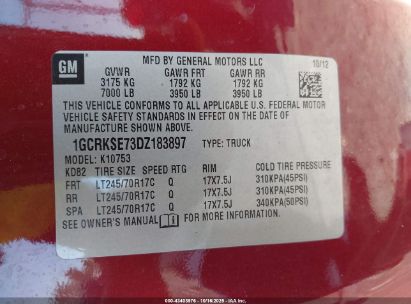 GM
MFD BY GENERAL MOTORS LLC
10/12
GVWR GAWR FRT GAWR RR
3175 KG 1792 KG 1792 KG
7000 LB 3950 LB 3950 LB
THIS VEHICLE CONFORMS TO ALL APPLICABLE U.S. FEDERAL MOTOR
VEHICLE SAFETY STANDARDS IN EFFECT ON THE DATE OF
MANUFACTURE SHOWN ABOVE.
1GCRKSE73DZ183897 TYPE: TRUCK
MODEL: K10753
KDB2 TIRE SIZE SPEED RTG RIM COLD TIRE PRESSURE
FRT LT245/70R17C Q 17X7.5J 310KPA(45PSI)
RR LT245/70R17C Q 17X7.5J 310KPA(45PSI)
SPA LT245/70R17C Q 17X7.5J 340KPA(50PSI)
SEE OWNER'S MANUAL FOR MORE INFORMATION.